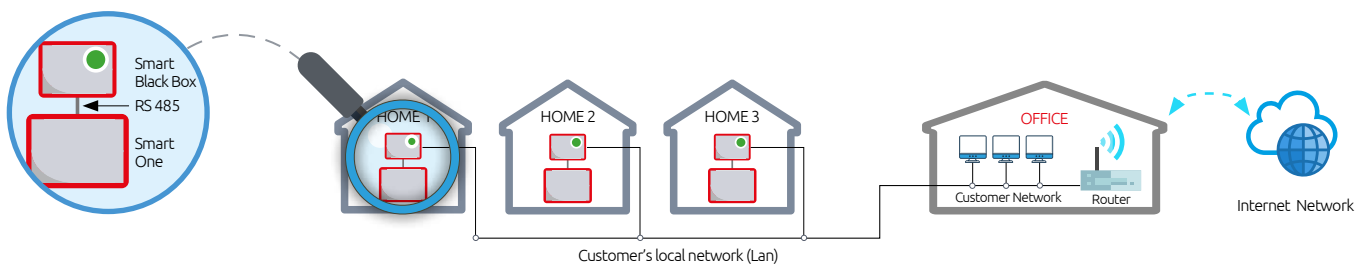 Smart
Black Box
RS 485
Smart
One
HOME 1
HOME 2
HOME 3
OFFICE
Customer Network
Router
Internet Network
Customer's local network (Lan)